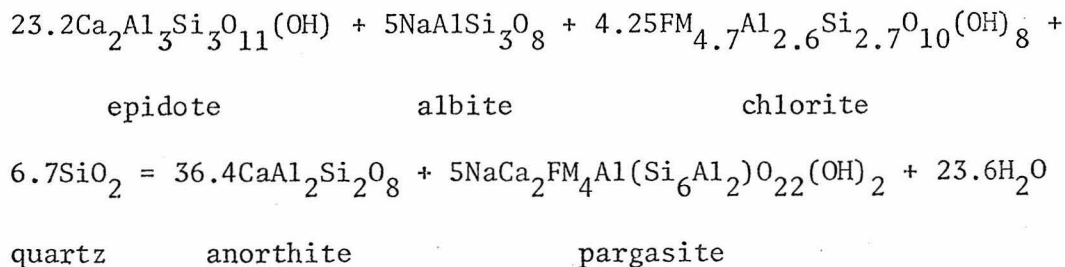 23.2Ca₂Al₃Si₃O₁₁(OH) + 5NaAlSi₃O₈ + 4.25FM₄.₇Al₂.₆Si₂.₇O₁₀(OH)₈ +
epidote albite chlorite
6.7SiO₂ = 36.4CaAl₂Si₂O₈ + 5NaCa₂FM₄Al(Si₆Al₂)O₂₂(OH)₂ + 23.6H₂O
quartz anorthite pargasite